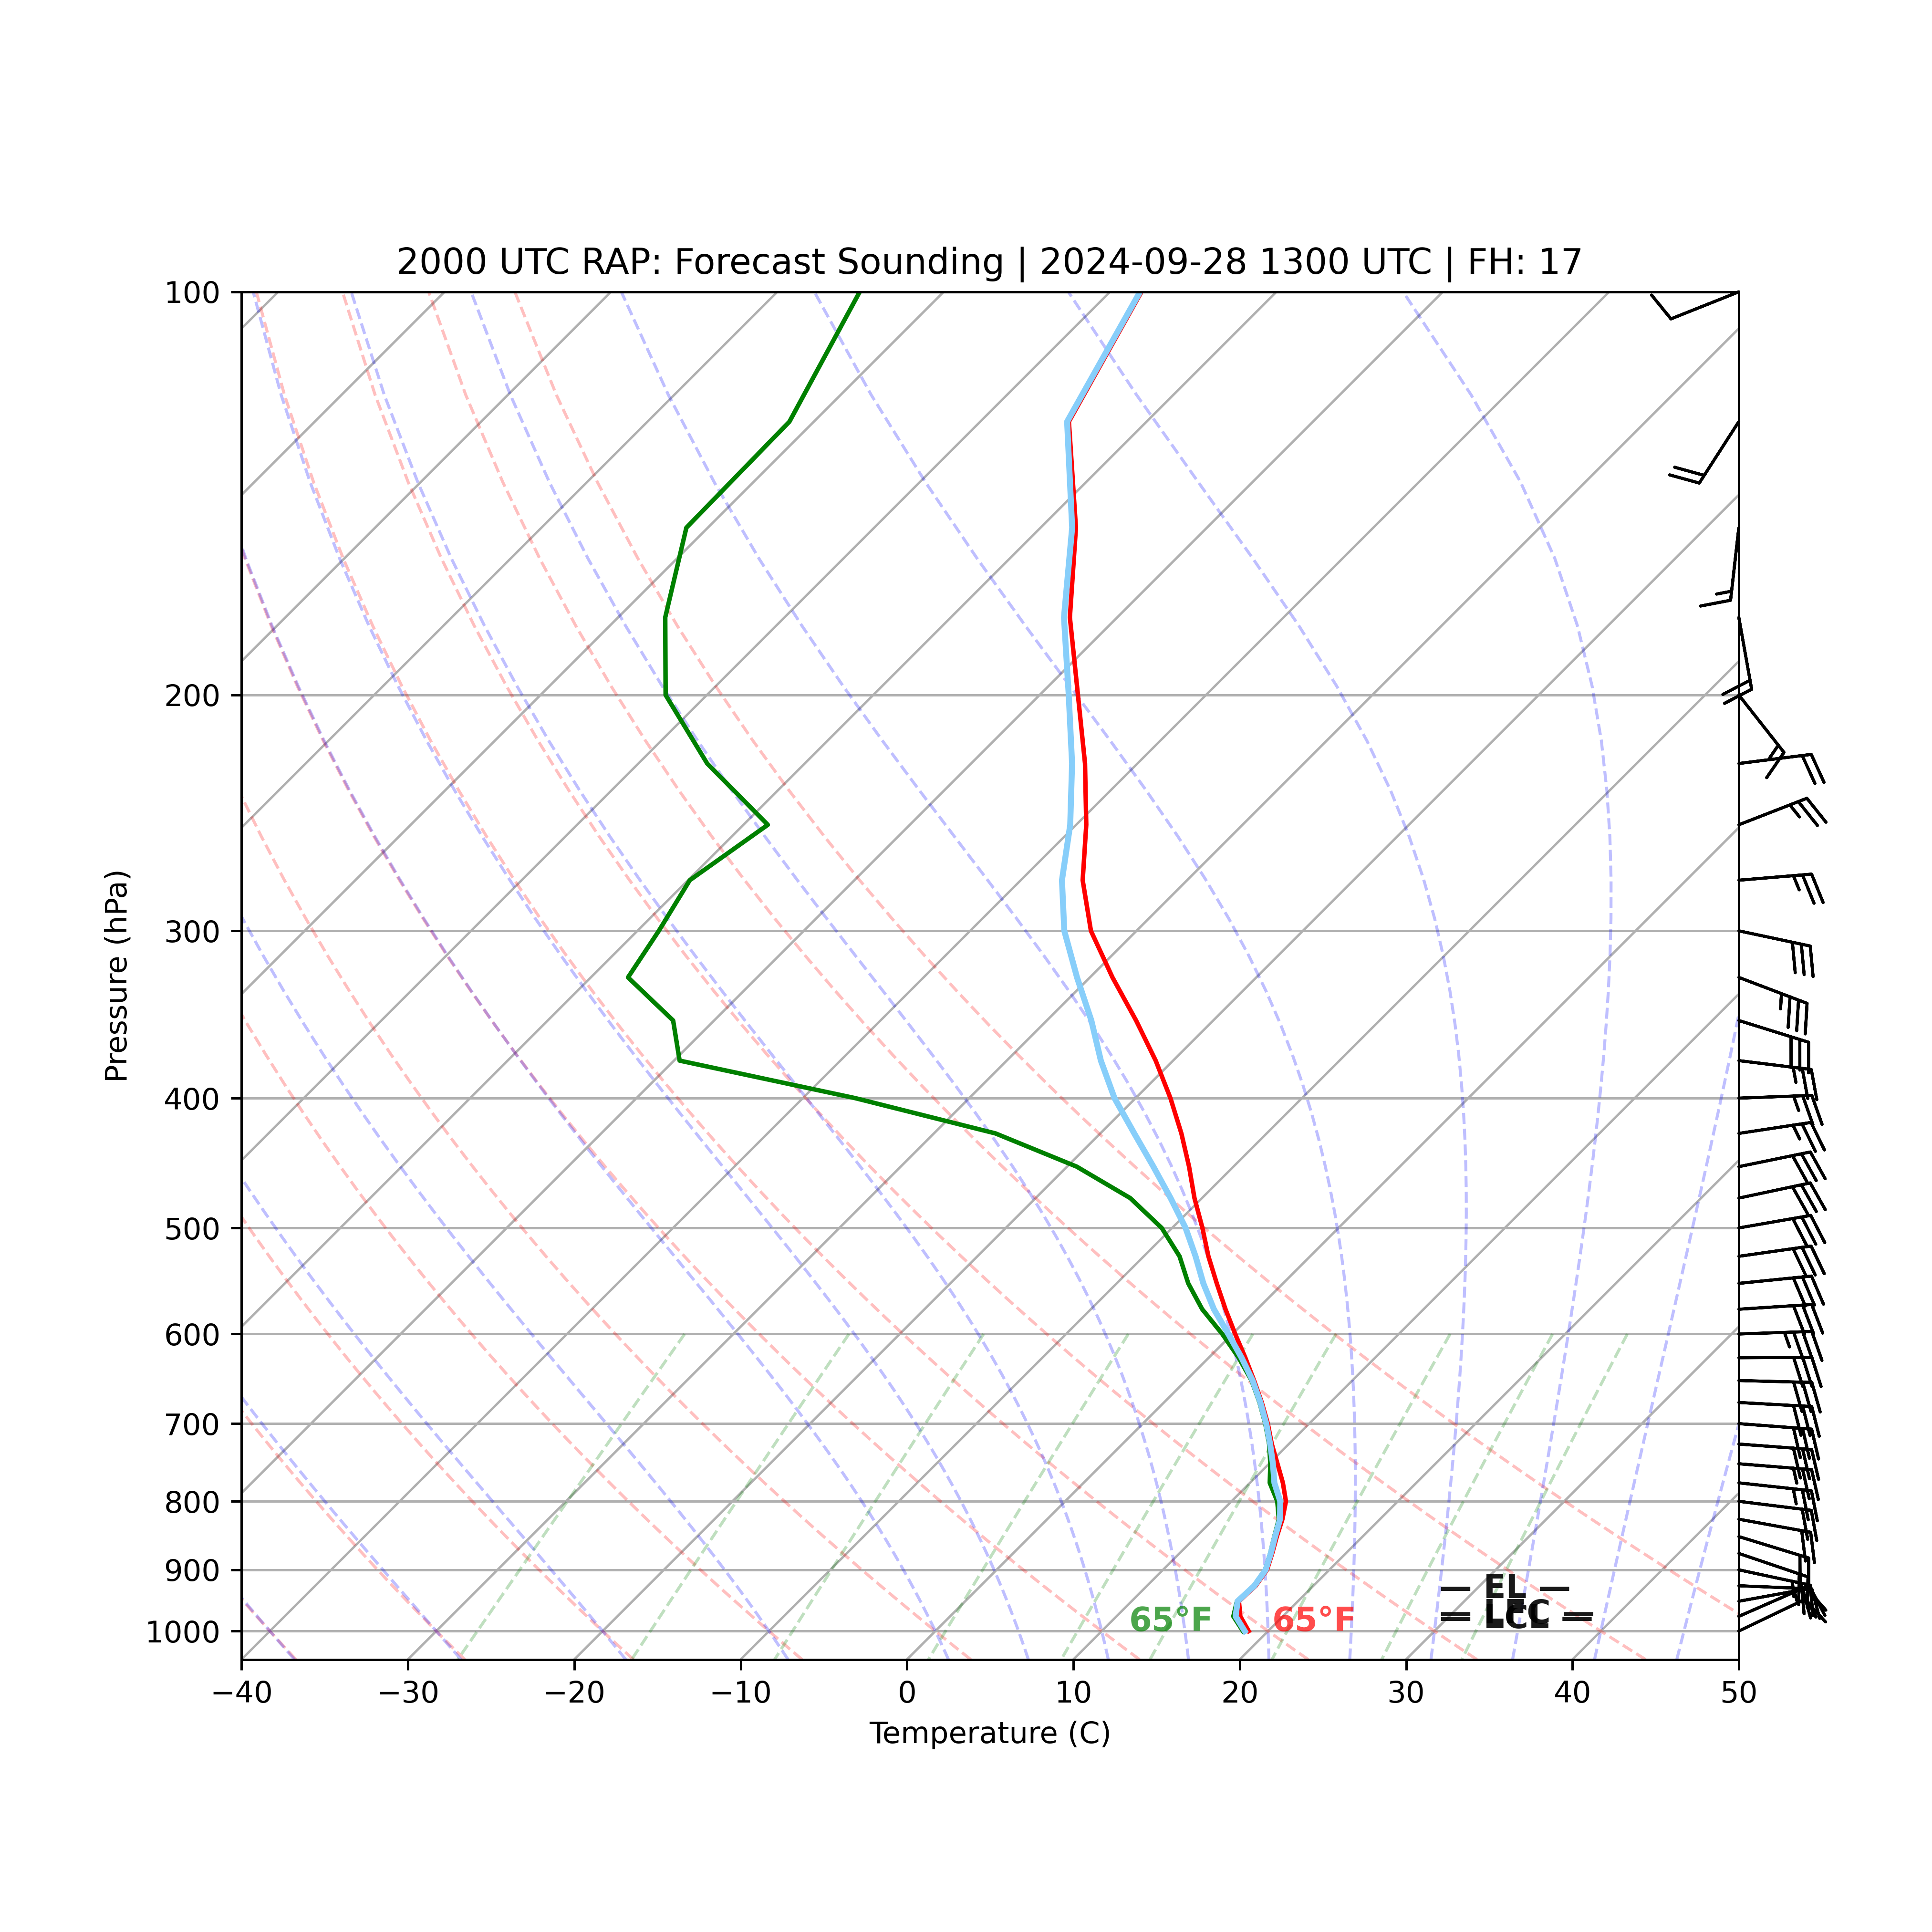 2000 UTC RAP: Forecast Sounding | 2024-09-28 1300 UTC | FH: 17
100
200
300
400
500
600
700
800
900
1000
Pressure (hPa)
— EL —
— LCL —
65°F 65°F
−40 −30 −20 −10 0 10 20 30 40 50
Temperature (C)